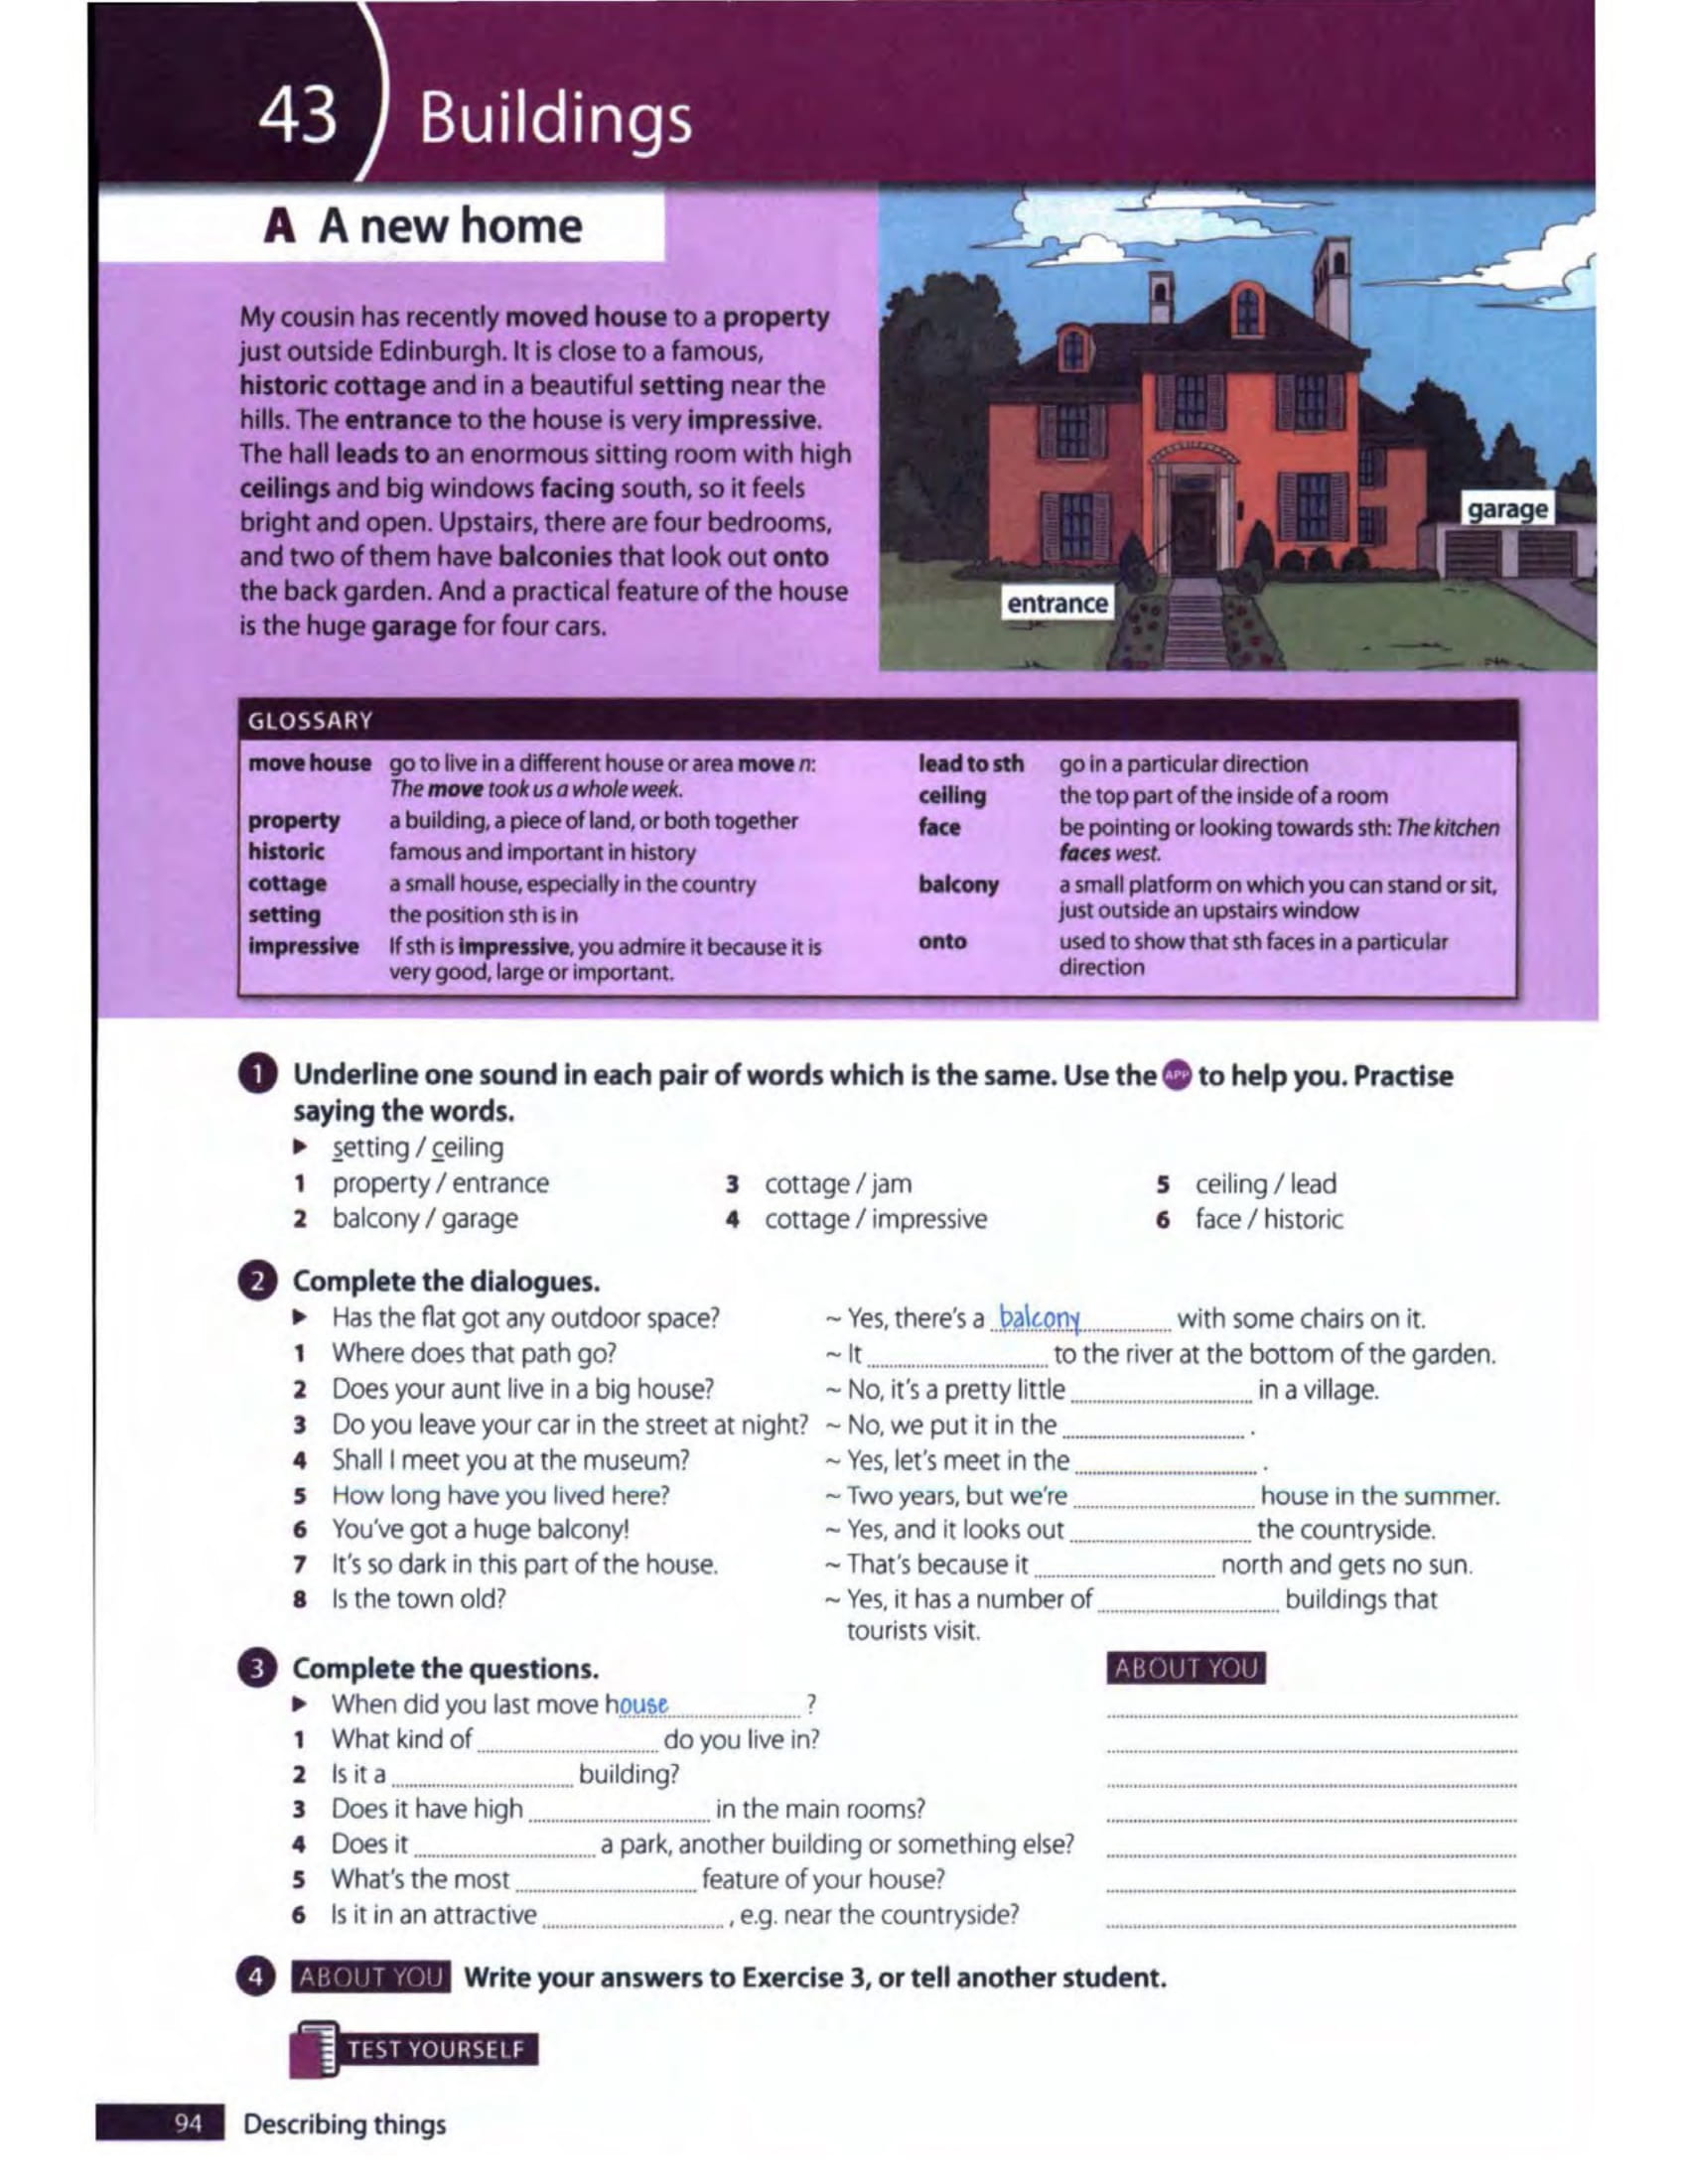 43 Buildings
A A new home
My cousin has recently moved house to a property
just outside Edinburgh. It is close to a famous,
historic cottage and in a beautiful setting near the
hills. The entrance to the house is very impressive.
The hall leads to an enormous sitting room with high
ceilings and big windows facing south, so it feels
bright and open. Upstairs, there are four bedrooms,
and two of them have balconies that look out onto
the back garden. And a practical feature of the house
is the huge garage for four cars.
garage
entrance
GLOSSARY
move house go to live in a different house or area move n:
The move took us a whole week.
property a building, a piece of land, or both together
historic famous and important in history
cottage a small house, especially in the country
setting the position sth is in
impressive If sth is impressive, you admire it because it is
very good, large or important.
lead to sth go in a particular direction
ceiling the top part of the inside of a room
face be pointing or looking towards sth: The kitchen
faces west.
balcony a small platform on which you can stand or sit,
just outside an upstairs window
onto used to show that sth faces in a particular
direction
1 Underline one sound in each pair of words which is the same. Use the APP to help you. Practise
saying the words.
▶ setting / ceiling
1 property / entrance 3 cottage / jam 5 ceiling / lead
2 balcony / garage 4 cottage / impressive 6 face / historic
2 Complete the dialogues.
▶ Has the flat got any outdoor space? ~ Yes, there's a balcony with some chairs on it.
1 Where does that path go? ~ It ............ to the river at the bottom of the garden.
2 Does your aunt live in a big house? ~ No, it's a pretty little ............ in a village.
3 Do you leave your car in the street at night? ~ No, we put it in the ............ .
4 Shall I meet you at the museum? ~ Yes, let's meet in the ............ .
5 How long have you lived here? ~ Two years, but we're ............ house in the summer.
6 You've got a huge balcony! ~ Yes, and it looks out ............ the countryside.
7 It's so dark in this part of the house. ~ That's because it ............ north and gets no sun.
8 Is the town old? ~ Yes, it has a number of ............ buildings that
tourists visit.
3 Complete the questions. ABOUT YOU
▶ When did you last move house ............ ?
1 What kind of ............ do you live in?
2 Is it a ............ building?
3 Does it have high ............ in the main rooms?
4 Does it ............ a park, another building or something else?
5 What's the most ............ feature of your house?
6 Is it in an attractive ............ , e.g. near the countryside?
4 ABOUT YOU Write your answers to Exercise 3, or tell another student.
TEST YOURSELF
94 Describing things